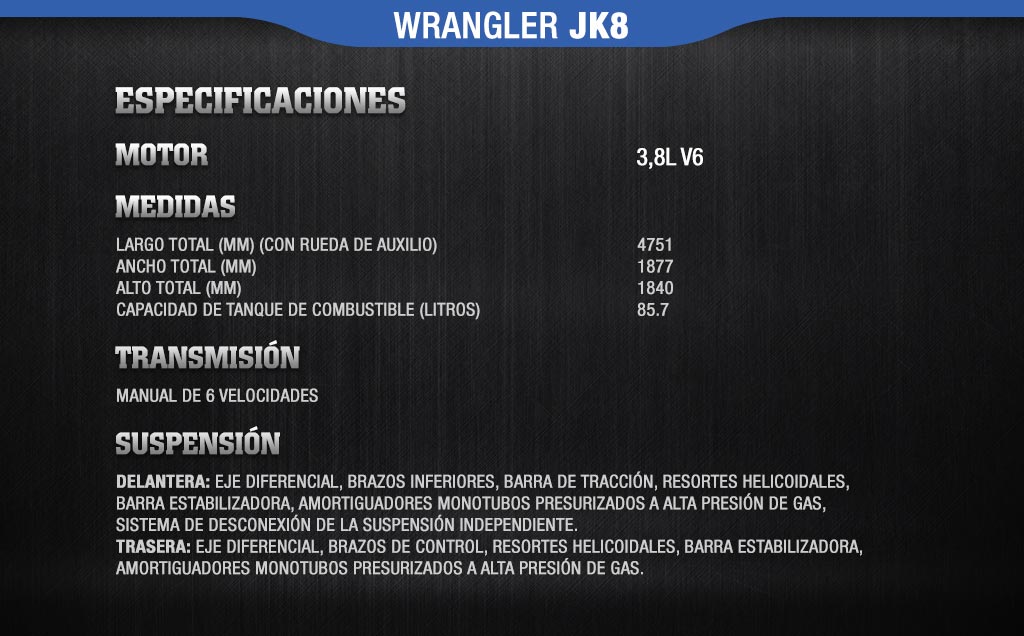 WRANGLER JK8
ESPECIFICACIONES
MOTOR 3,8L V6
MEDIDAS
LARGO TOTAL (MM) (CON RUEDA DE AUXILIO) 4751
ANCHO TOTAL (MM) 1877
ALTO TOTAL (MM) 1840
CAPACIDAD DE TANQUE DE COMBUSTIBLE (LITROS) 85.7
TRANSMISIÓN
MANUAL DE 6 VELOCIDADES
SUSPENSIÓN
DELANTERA: EJE DIFERENCIAL, BRAZOS INFERIORES, BARRA DE TRACCIÓN, RESORTES HELICOIDALES,
BARRA ESTABILIZADORA, AMORTIGUADORES MONOTUBOS PRESURIZADOS A ALTA PRESIÓN DE GAS,
SISTEMA DE DESCONEXIÓN DE LA SUSPENSIÓN INDEPENDIENTE.
TRASERA: EJE DIFERENCIAL, BRAZOS DE CONTROL, RESORTES HELICOIDALES, BARRA ESTABILIZADORA,
AMORTIGUADORES MONOTUBOS PRESURIZADOS A ALTA PRESIÓN DE GAS.